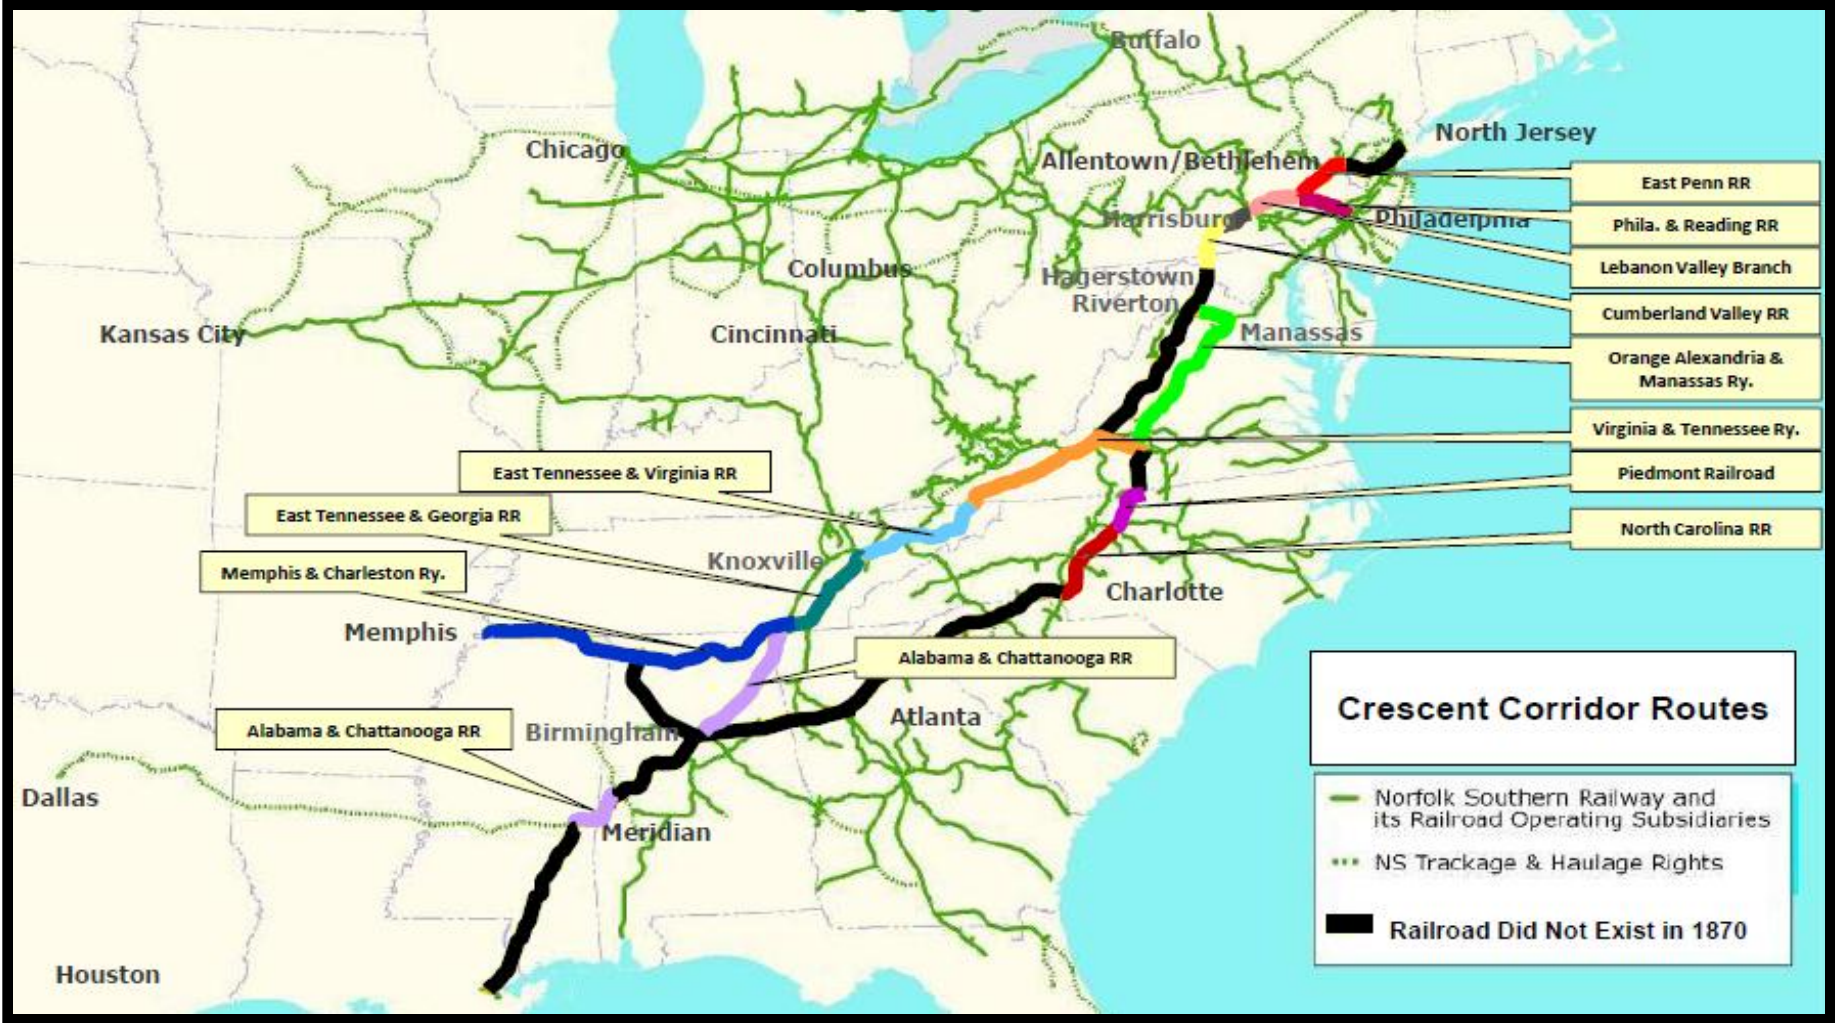 Buffalo
North Jersey
Chicago
Allentown/Bethlehem
East Penn RR
Harrisburg
Philadelphia
Phila. & Reading RR
Columbus
Lebanon Valley Branch
Hagerstown
Riverton
Cumberland Valley RR
Kansas City
Cincinnati
Manassas
Orange Alexandria &
Manassas Ry.
Virginia & Tennessee Ry.
East Tennessee & Virginia RR
Piedmont Railroad
East Tennessee & Georgia RR
North Carolina RR
Knoxville
Memphis & Charleston Ry.
Charlotte
Memphis
Alabama & Chattanooga RR
Crescent Corridor Routes
Atlanta
Alabama & Chattanooga RR
Birmingham
Dallas
Norfolk Southern Railway and
its Railroad Operating Subsidiaries
Meridian
NS Trackage & Haulage Rights
Railroad Did Not Exist in 1870
Houston